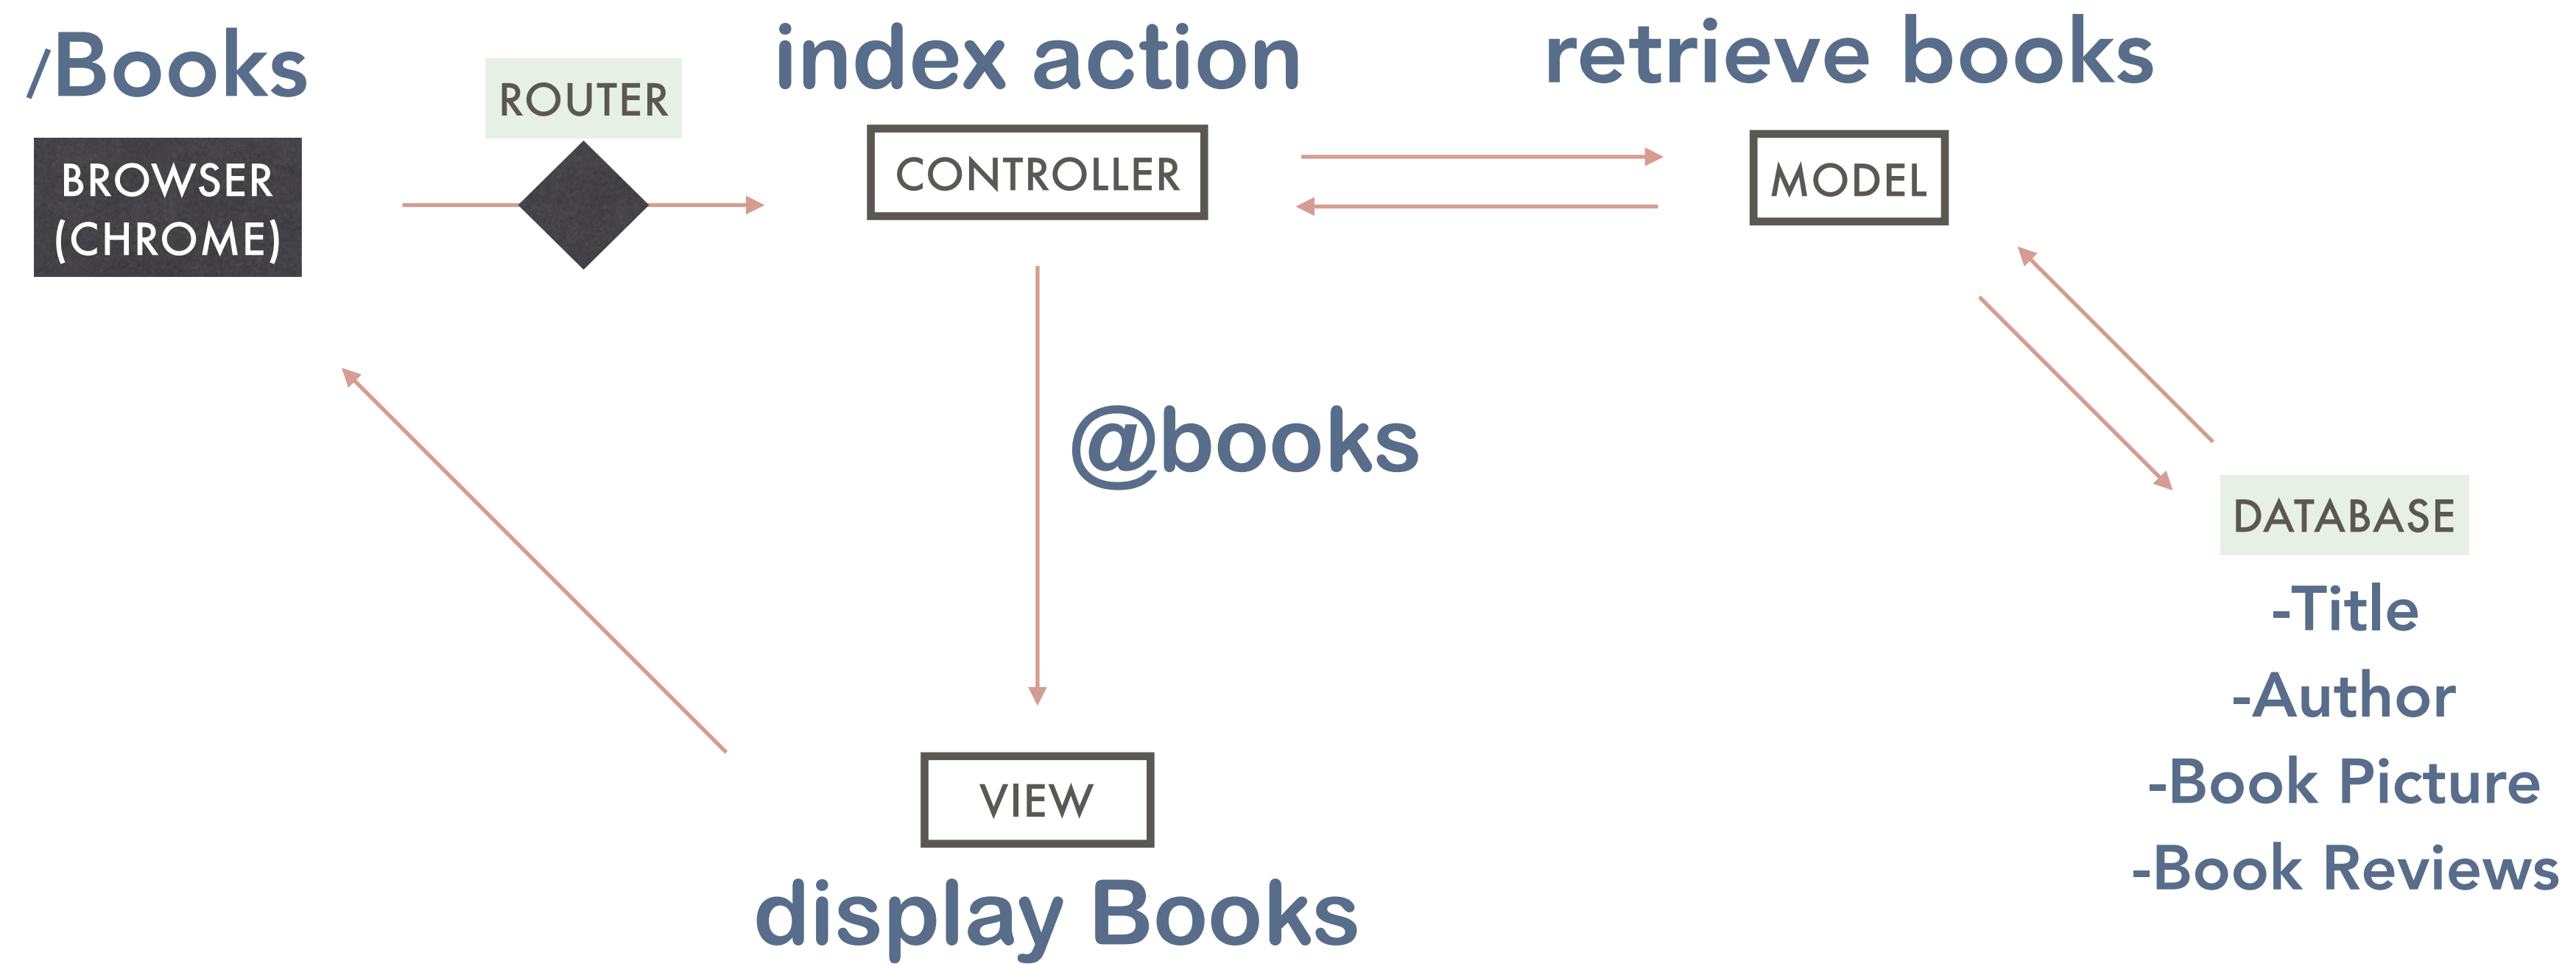 /Books
BROWSER
(CHROME)
ROUTER
index action
CONTROLLER
retrieve books
MODEL
@books
DATABASE
-Title
-Author
-Book Picture
-Book Reviews
VIEW
display Books